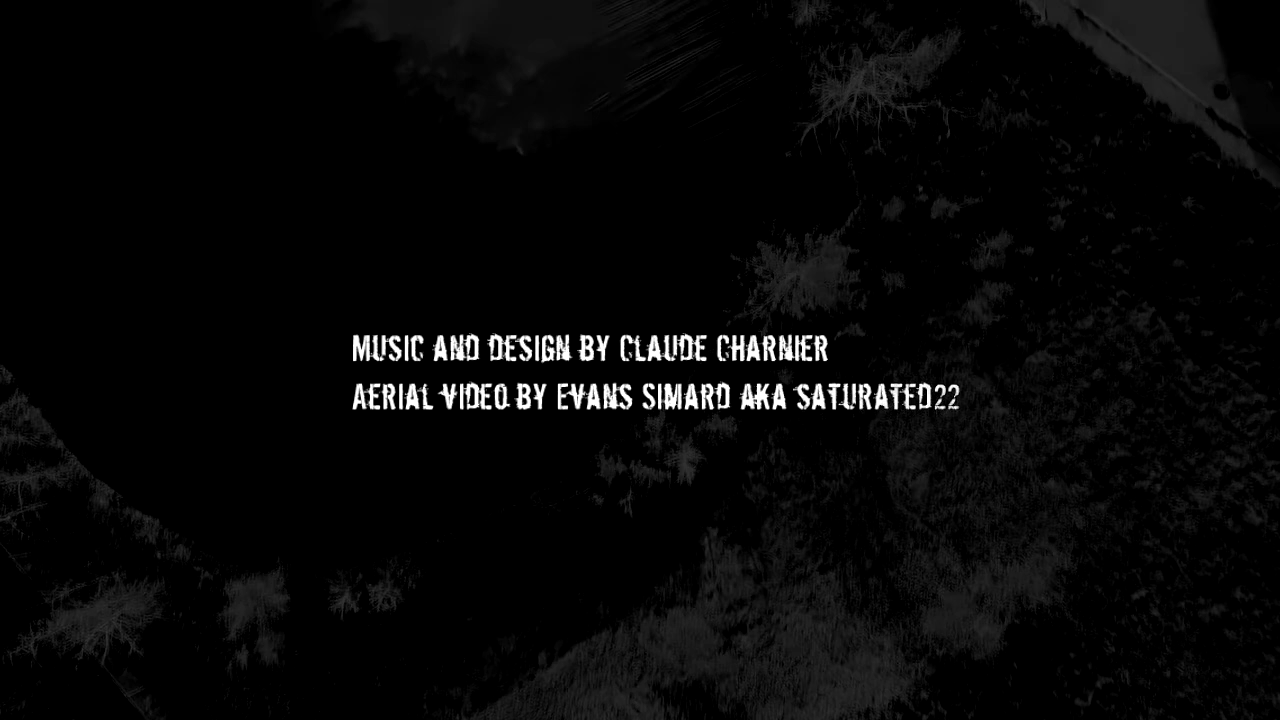 MUSIC AND DESIGN BY CLAUDE CHARNIER
AERIAL VIDEO BY EVANS SIMARD AKA SATURATED22